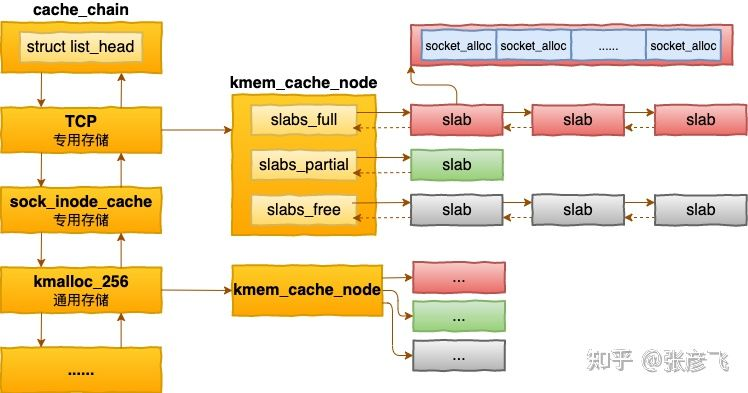 cache_chain
struct list_head
TCP
专用存储
sock_inode_cache
专用存储
kmalloc_256
通用存储
......
kmem_cache_node
slabs_full
slabs_partial
slabs_free
socket_alloc socket_alloc ...... socket_alloc
slab slab slab
slab
slab slab slab
kmem_cache_node
...
...
...
知乎 @张彦飞